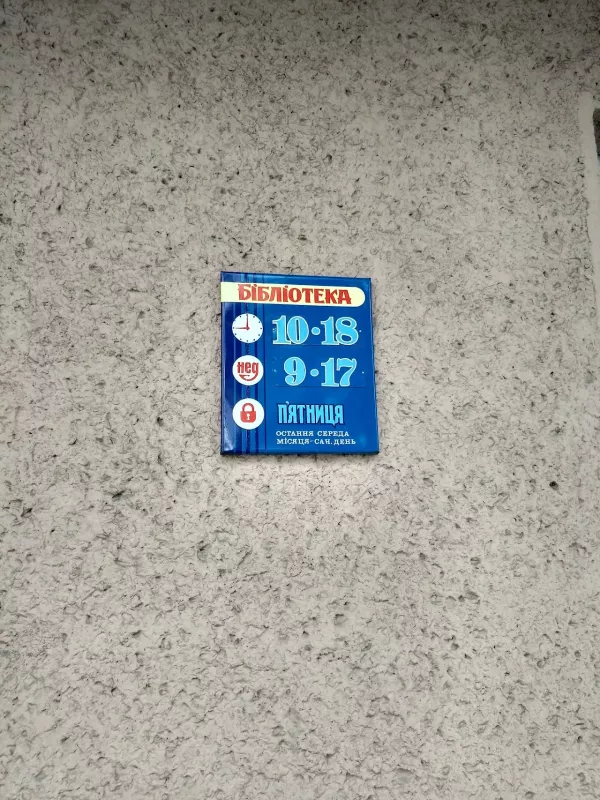 БІБЛІОТЕКА
10·18
нед 9·17
П'ЯТНИЦЯ
ОСТАННЯ СЕРЕДА
МІСЯЦЯ-САН. ДЕНЬ